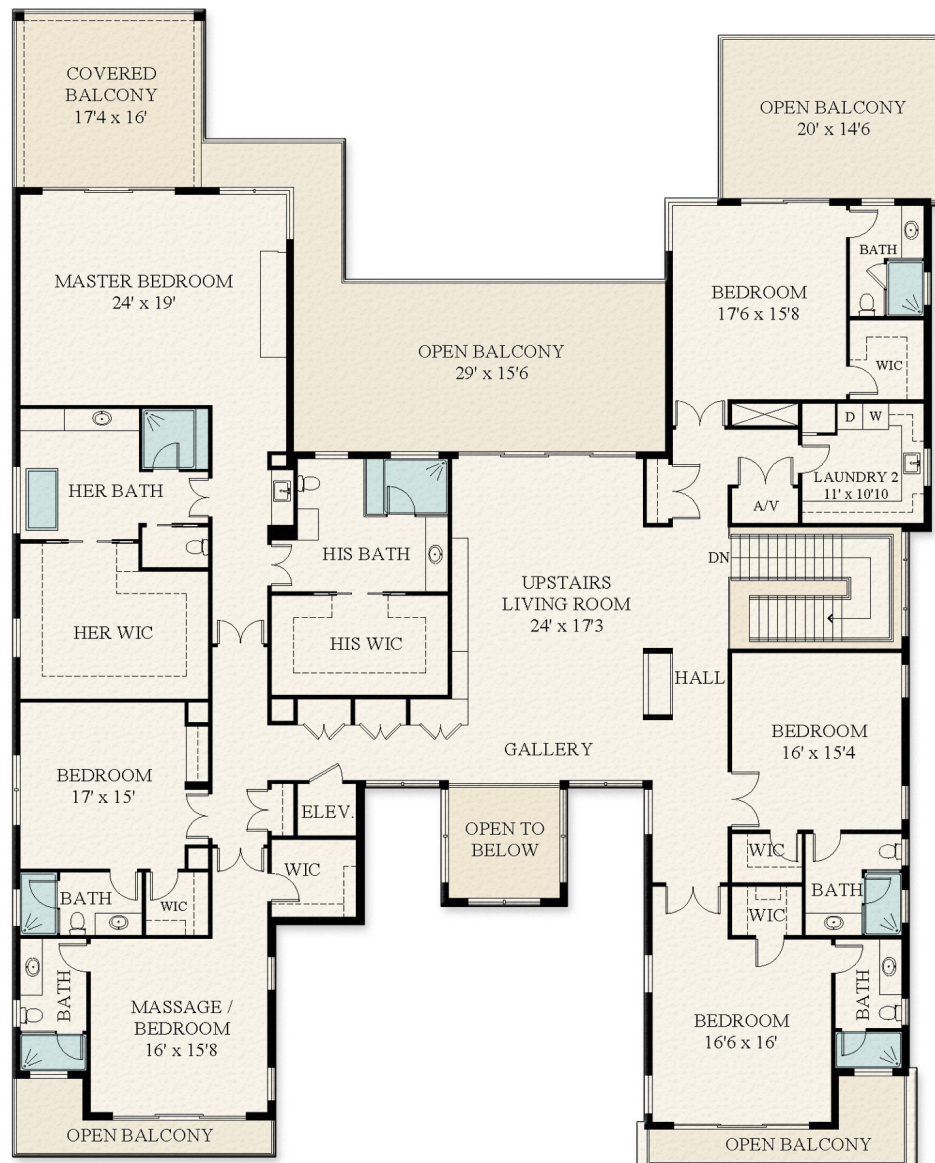 COVERED
BALCONY
17'4 x 16'
OPEN BALCONY
20' x 14'6
MASTER BEDROOM
24' x 19'
OPEN BALCONY
29' x 15'6
BEDROOM
17'6 x 15'8
BATH
WIC
HER BATH
HIS BATH
D
W
LAUNDRY 2
11' x 10'10
A/V
DN
HER WIC
HIS WIC
UPSTAIRS
LIVING ROOM
24' x 17'3
HALL
GALLERY
BEDROOM
16' x 15'4
BEDROOM
17' x 15'
ELEV.
OPEN TO
BELOW
WIC
WIC
BATH
WIC
BATH
WIC
BATH
MASSAGE /
BEDROOM
16' x 15'8
BEDROOM
16'6 x 16'
BATH
OPEN BALCONY
OPEN BALCONY